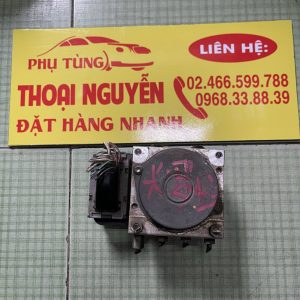 PHỤ TÙNG
THOẠI NGUYỄN
ĐẶT HÀNG NHANH
LIÊN HỆ:
02.466.599.788
0968.33.88.39